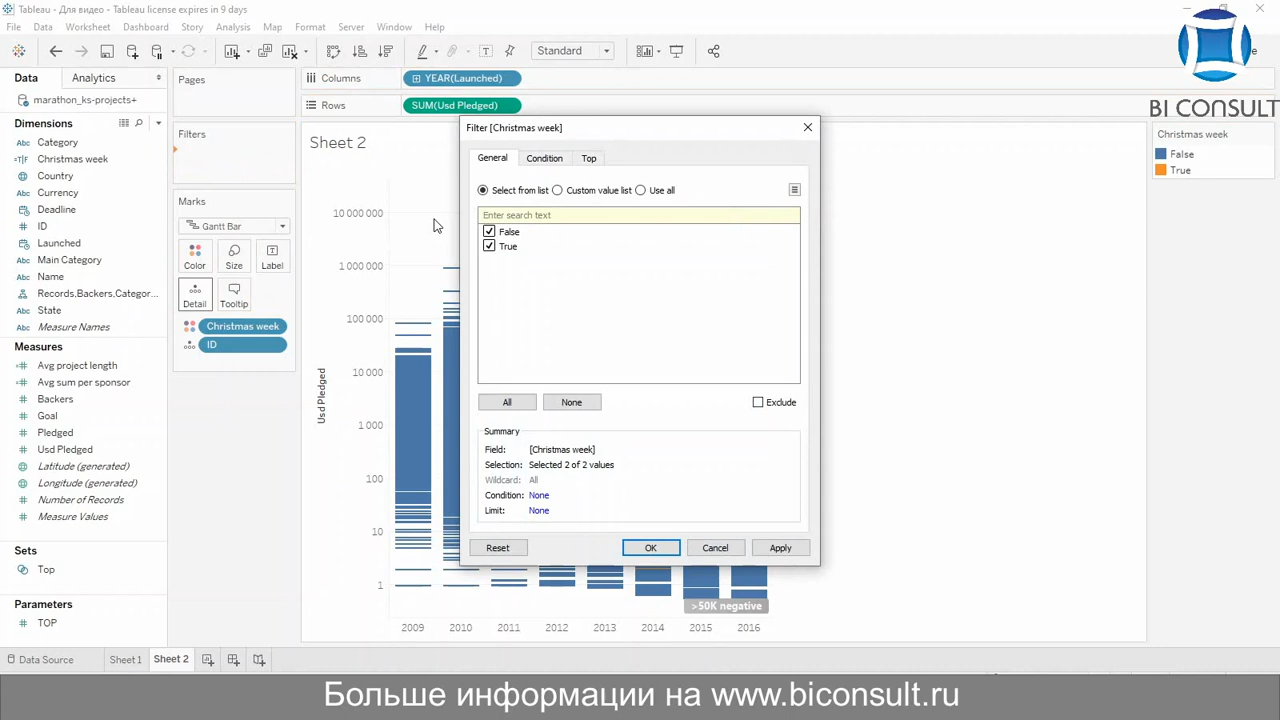 Tableau - Для видео - Tableau license expires in 9 days
File Data Worksheet Dashboard Story Analysis Map Format Server Window Help
Standard
BI CONSULT
Data Analytics
marathon_ks-projects+
Dimensions
Category
Christmas week
Country
Currency
Deadline
ID
Launched
Main Category
Name
Records,Backers,Categor...
State
Measure Names
Measures
Avg project length
Avg sum per sponsor
Backers
Goal
Pledged
Usd Pledged
Latitude (generated)
Longitude (generated)
Number of Records
Measure Values
Sets
Top
Parameters
TOP
Pages
Filters
Marks
Gantt Bar
Color Size Label
Detail Tooltip
Christmas week
ID
Columns YEAR(Launched)
Rows SUM(Usd Pledged)
Sheet 2
Usd Pledged
10 000 000
1 000 000
100 000
10 000
1 000
100
10
1
2009 2010 2011 2012 2013 2014 2015 2016
>50K negative
Filter [Christmas week]
General Condition Top
Select from list Custom value list Use all
Enter search text
False
True
All None Exclude
Summary
Field: [Christmas week]
Selection: Selected 2 of 2 values
Wildcard: All
Condition: None
Limit: None
Reset OK Cancel Apply
Christmas week
False
True
Data Source Sheet 1 Sheet 2
Больше информации на www.biconsult.ru